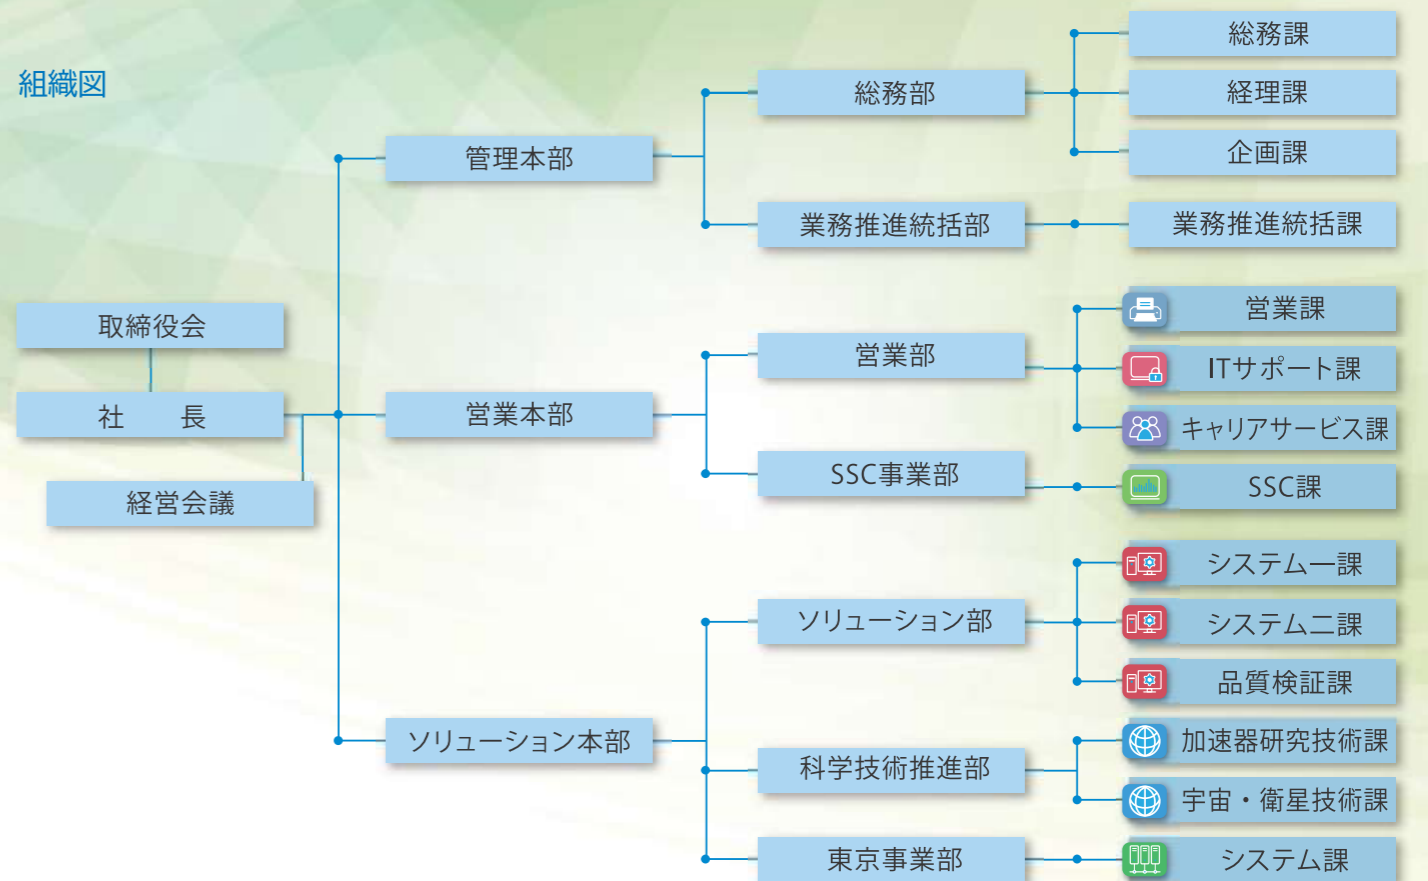 組織図
取締役会
社　　長
経営会議
管理本部
総務部
総務課
経理課
企画課
業務推進統括部
業務推進統括課
営業本部
営業部
営業課
ITサポート課
キャリアサービス課
SSC事業部
SSC課
ソリューション本部
ソリューション部
システム一課
システム二課
品質検証課
科学技術推進部
加速器研究技術課
宇宙・衛星技術課
東京事業部
システム課